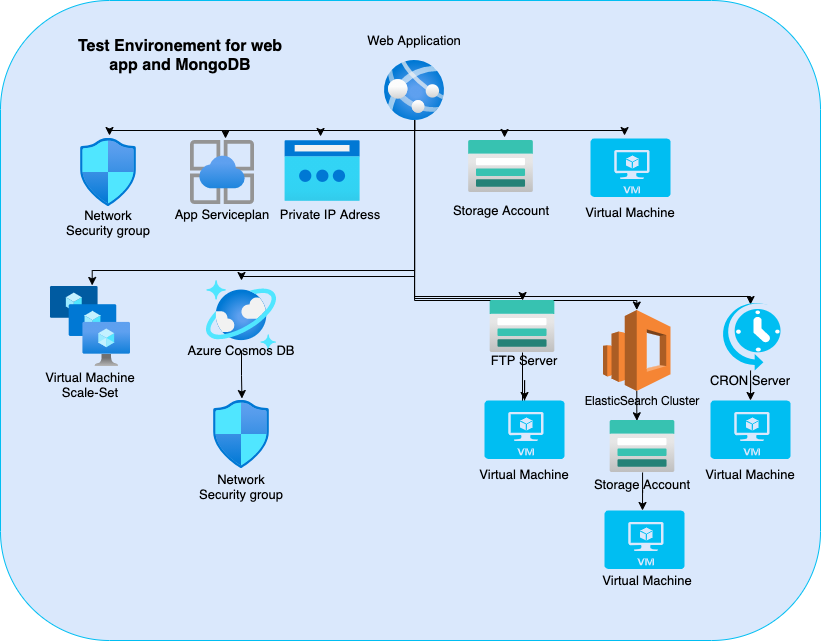 Test Environement for web
app and MongoDB
Web Application
Network
Security group
App Serviceplan
Private IP Adress
Storage Account
VM
Virtual Machine
Virtual Machine
Scale-Set
Azure Cosmos DB
FTP Server
ElasticSearch Cluster
CRON Server
Network
Security group
VM
Virtual Machine
Storage Account
VM
Virtual Machine
VM
Virtual Machine